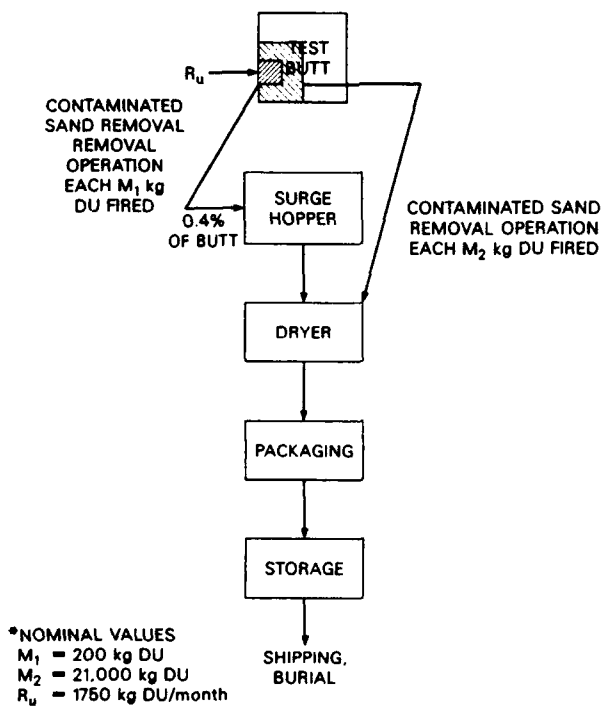 TEST
BUTT
R_u
CONTAMINATED
SAND REMOVAL
REMOVAL
OPERATION
EACH M₁ kg
DU FIRED
0.4%
OF BUTT
SURGE
HOPPER
CONTAMINATED SAND
REMOVAL OPERATION
EACH M₂ kg DU FIRED
DRYER
PACKAGING
STORAGE
*NOMINAL VALUES
M₁ = 200 kg DU
M₂ = 21,000 kg DU
R_u = 1750 kg DU/month
SHIPPING,
BURIAL